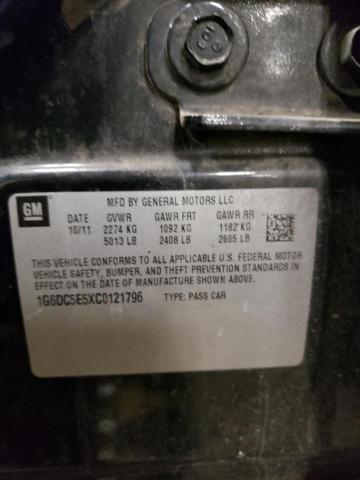 GM
MFD BY GENERAL MOTORS LLC
DATE GVWR GAWR FRT GAWR RR
10/11 2274 KG 1092 KG 1182 KG
5013 LB 2408 LB 2605 LB
THIS VEHICLE CONFORMS TO ALL APPLICABLE U.S. FEDERAL MOTOR
VEHICLE SAFETY, BUMPER, AND THEFT PREVENTION STANDARDS IN
EFFECT ON THE DATE OF MANUFACTURE SHOWN ABOVE.
1G6DC5E5XC0121796 TYPE: PASS CAR